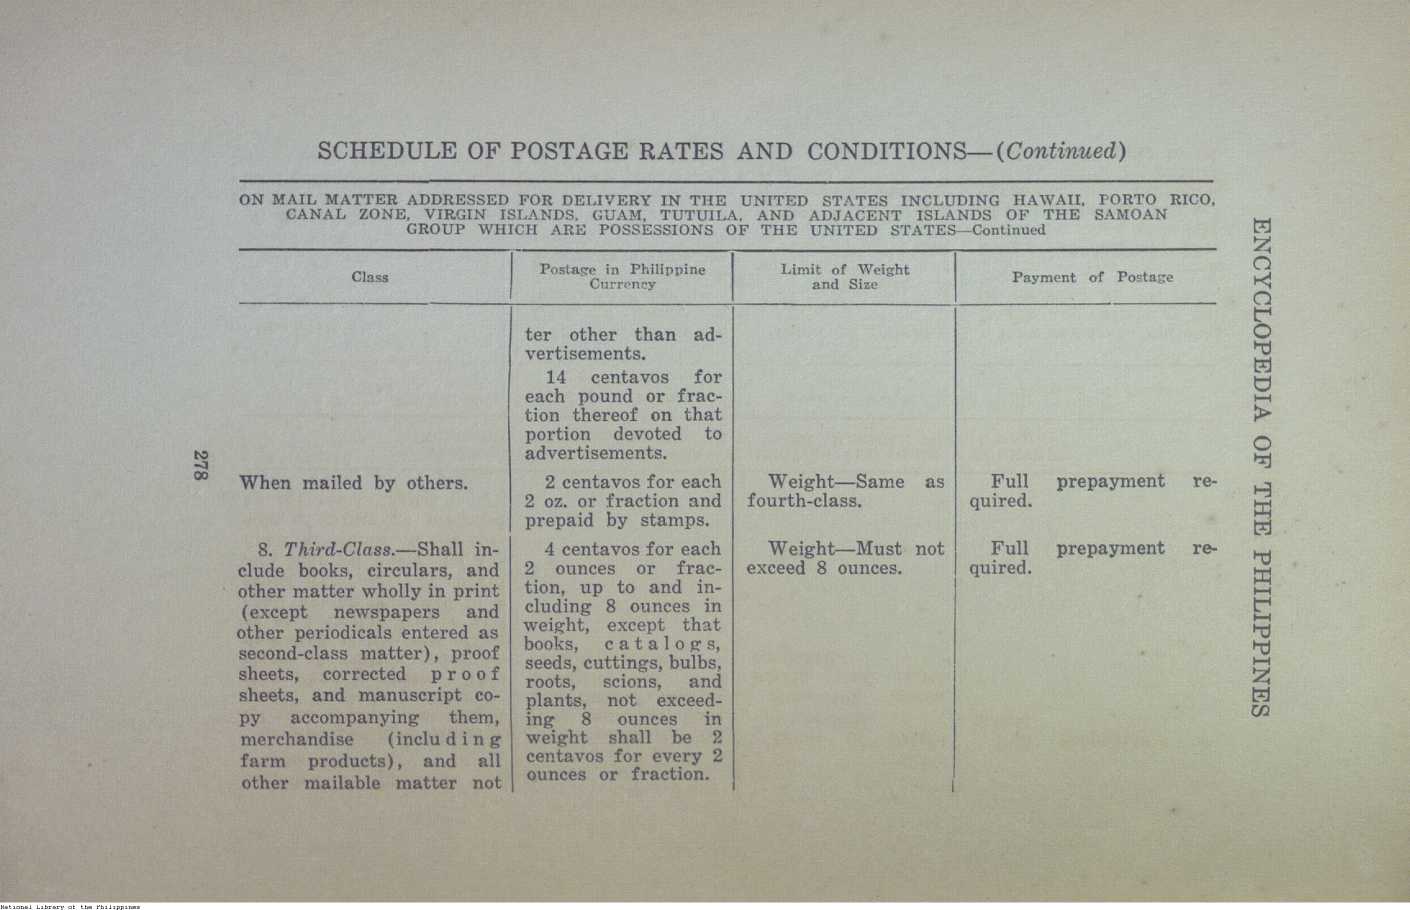 SCHEDULE OF POSTAGE RATES AND CONDITIONS—(Continued)
ON MAIL MATTER ADDRESSED FOR DELIVERY IN THE UNITED STATES INCLUDING HAWAII, PORTO RICO,
CANAL ZONE, VIRGIN ISLANDS, GUAM, TUTUILA, AND ADJACENT ISLANDS OF THE SAMOAN
GROUP WHICH ARE POSSESSIONS OF THE UNITED STATES—Continued
Class
Postage in Philippine
Currency
Limit of Weight
and Size
Payment of Postage
ter other than ad-
vertisements.
14 centavos for
each pound or frac-
tion thereof on that
portion devoted to
advertisements.
When mailed by others.
2 centavos for each
2 oz. or fraction and
prepaid by stamps.
Weight—Same as
fourth-class.
Full prepayment re-
quired.
8. Third-Class.—Shall in-
clude books, circulars, and
other matter wholly in print
(except newspapers and
other periodicals entered as
second-class matter), proof
sheets, corrected proof
sheets, and manuscript co-
py accompanying them,
merchandise (including
farm products), and all
other mailable matter not
4 centavos for each
2 ounces or frac-
tion, up to and in-
cluding 8 ounces in
weight, except that
books, catalogs,
seeds, cuttings, bulbs,
roots, scions, and
plants, not exceed-
ing 8 ounces in
weight shall be 2
centavos for every 2
ounces or fraction.
Weight—Must not
exceed 8 ounces.
Full prepayment re-
quired.
278
ENCYCLOPEDIA OF THE PHILIPPINES
National Library of the Philippines